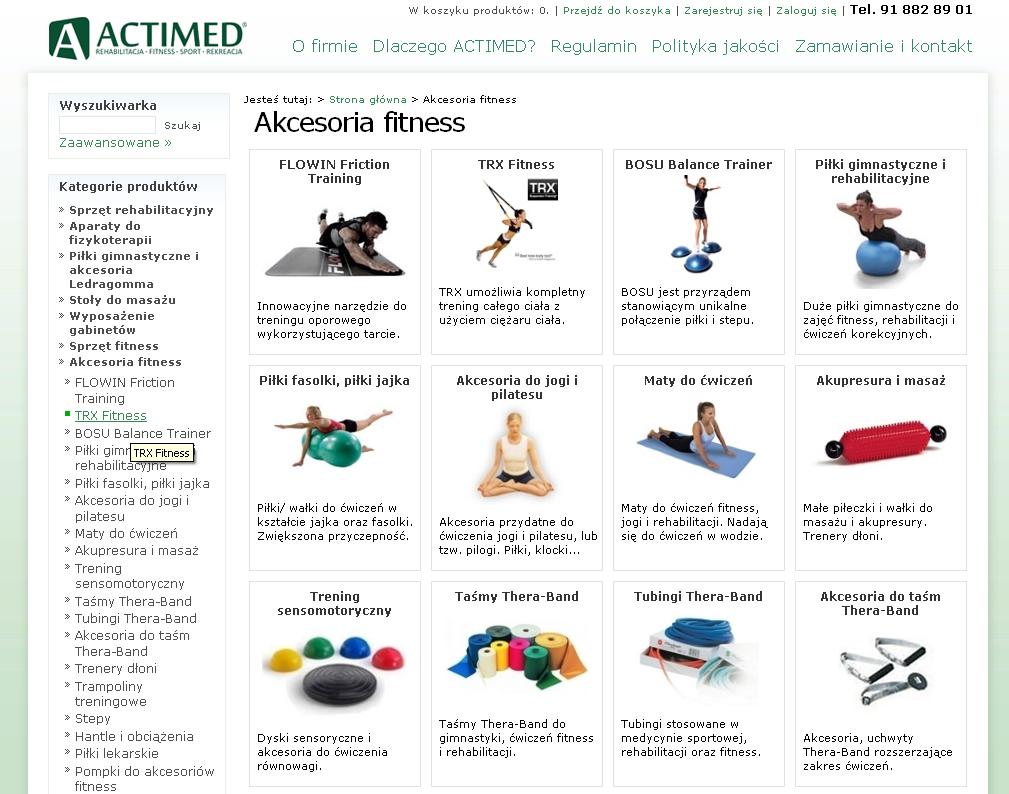 W koszyku produktów: 0. | Przejdź do koszyka | Zarejestruj się | Zaloguj się | Tel. 91 882 89 01
ACTIMED
REHABILITACJA • FITNESS • SPORT • REKREACJA
O firmie Dlaczego ACTIMED? Regulamin Polityka jakości Zamawianie i kontakt
Wyszukiwarka
Szukaj
Zaawansowane »
Kategorie produktów
» Sprzęt rehabilitacyjny
» Aparaty do
fizykoterapii
» Piłki gimnastyczne i
akcesoria
Ledragomma
» Stoły do masażu
» Wyposażenie
gabinetów
» Sprzęt fitness
» Akcesoria fitness
» FLOWIN Friction
Training
TRX Fitness
» BOSU Balance Trainer
» Piłki gim
rehabilitacyjne
TRX Fitness
» Piłki fasolki, piłki jajka
» Akcesoria do jogi i
pilatesu
» Maty do ćwiczeń
» Akupresura i masaż
» Trening
sensomotoryczny
» Taśmy Thera-Band
» Tubingi Thera-Band
» Akcesoria do taśm
Thera-Band
» Trenery dłoni
» Trampoliny
treningowe
» Stepy
» Hantle i obciążenia
» Piłki lekarskie
» Pompki do akcesoriów
fitness
Jesteś tutaj: > Strona główna > Akcesoria fitness
Akcesoria fitness
FLOWIN Friction
Training
FLOW
Innowacyjne narzędzie do
treningu oporowego
wykorzystującego tarcie.
TRX Fitness
TRX
TRX umożliwia kompletny
trening całego ciała z
użyciem ciężaru ciała.
BOSU Balance Trainer
BOSU jest przyrządem
stanowiącym unikalne
połączenie piłki i stepu.
Piłki gimnastyczne i
rehabilitacyjne
Duże piłki gimnastyczne do
zajęć fitness, rehabilitacji i
ćwiczeń korekcyjnych.
Piłki fasolki, piłki jajka
Piłki/ wałki do ćwiczeń w
kształcie jajka oraz fasolki.
Zwiększona przyczepność.
Akcesoria do jogi i
pilatesu
Akcesoria przydatne do
ćwiczenia jogi i pilatesu, lub
tzw. pilogi. Piłki, klocki...
Maty do ćwiczeń
Maty do ćwiczeń fitness,
jogi i rehabilitacji. Nadają
się do ćwiczeń w wodzie.
Akupresura i masaż
Małe piłeczki i wałki do
masażu i akupresury.
Trenery dłoni.
Trening
sensomotoryczny
Dyski sensoryczne i
akcesoria do ćwiczenia
równowagi.
Taśmy Thera-Band
Taśmy Thera-Band do
gimnastyki, ćwiczeń fitness
i rehabilitacji.
Tubingi Thera-Band
Tubingi stosowane w
medycynie sportowej,
rehabilitacji oraz fitness.
Akcesoria do taśm
Thera-Band
Akcesoria, uchwyty
Thera-Band rozszerzające
zakres ćwiczeń.